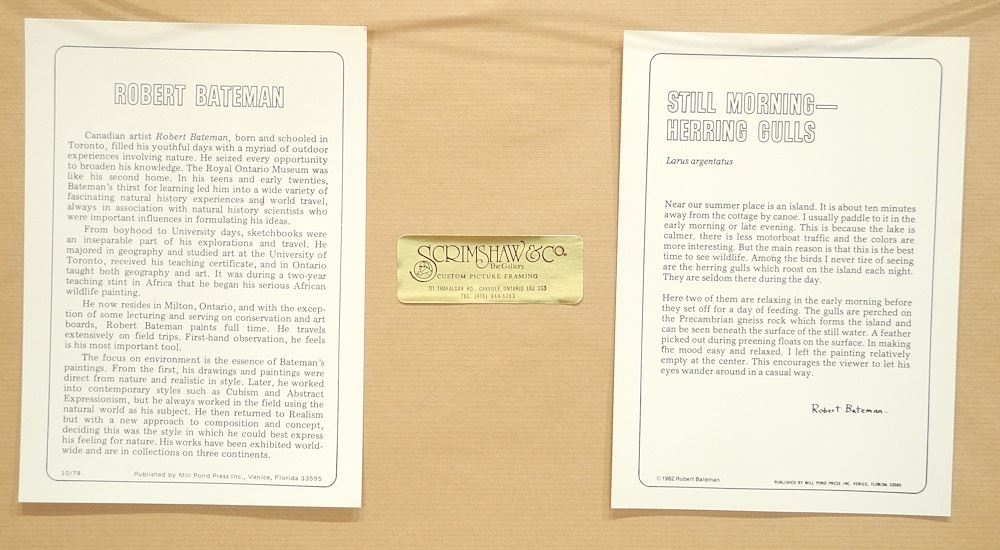 ROBERT BATEMAN
Canadian artist Robert Bateman, born and schooled in
Toronto, filled his youthful days with a myriad of outdoor
experiences involving nature. He seized every opportunity
to broaden his knowledge. The Royal Ontario Museum was
like his second home. In his teens and early twenties,
Bateman's thirst for learning led him into a wide variety of
fascinating natural history experiences and world travel,
always in association with natural history scientists who
were important influences in formulating his ideas.
From boyhood to University days, sketchbooks were
an inseparable part of his explorations and travel. He
majored in geography and studied art at the University of
Toronto, received his teaching certificate, and in Ontario
taught both geography and art. It was during a two-year
teaching stint in Africa that he began his serious African
wildlife painting.
He now resides in Milton, Ontario, and with the excep-
tion of some lecturing and serving on conservation and art
boards, Robert Bateman paints full time. He travels
extensively on field trips. First-hand observation, he feels
is his most important tool.
The focus on environment is the essence of Bateman's
paintings. From the first, his drawings and paintings were
direct from nature and realistic in style. Later, he worked
into contemporary styles such as Cubism and Abstract
Expressionism, but he always worked in the field using the
natural world as his subject. He then returned to Realism
but with a new approach to composition and concept,
deciding this was the style in which he could best express
his feeling for nature. His works have been exhibited world-
wide and are in collections on three continents.
10/78 Published by Mill Pond Press Inc., Venice, Florida 33595
SCRIMSHAW & CO.
The Gallery
CUSTOM PICTURE FRAMING
111 TRAFALGAR RD., OAKVILLE, ONTARIO L6J 3G3
TEL. (416) 844-6283
STILL MORNING—
HERRING GULLS
Larus argentatus
Near our summer place is an island. It is about ten minutes
away from the cottage by canoe. I usually paddle to it in the
early morning or late evening. This is because the lake is
calmer, there is less motorboat traffic and the colors are
more interesting. But the main reason is that this is the best
time to see wildlife. Among the birds I never tire of seeing
are the herring gulls which roost on the island each night.
They are seldom there during the day.
Here two of them are relaxing in the early morning before
they set off for a day of feeding. The gulls are perched on
the Precambrian gneiss rock which forms the island and
can be seen beneath the surface of the still water. A feather
picked out during preening floats on the surface. In making
the mood easy and relaxed, I left the painting relatively
empty at the center. This encourages the viewer to let his
eyes wander around in a casual way.
Robert Bateman
©1982 Robert Bateman PUBLISHED BY MILL POND PRESS INC. VENICE, FLORIDA 33595